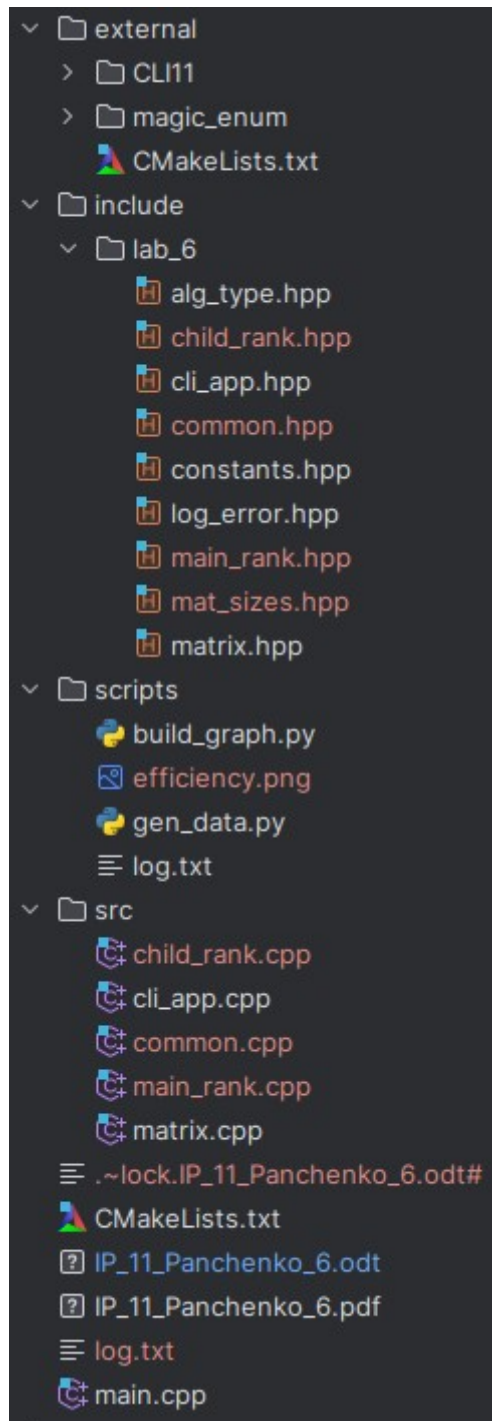 external
CLI11
magic_enum
CMakeLists.txt
include
lab_6
alg_type.hpp
child_rank.hpp
cli_app.hpp
common.hpp
constants.hpp
log_error.hpp
main_rank.hpp
mat_sizes.hpp
matrix.hpp
scripts
build_graph.py
efficiency.png
gen_data.py
log.txt
src
child_rank.cpp
cli_app.cpp
common.cpp
main_rank.cpp
matrix.cpp
.~lock.IP_11_Panchenko_6.odt#
CMakeLists.txt
IP_11_Panchenko_6.odt
IP_11_Panchenko_6.pdf
log.txt
main.cpp